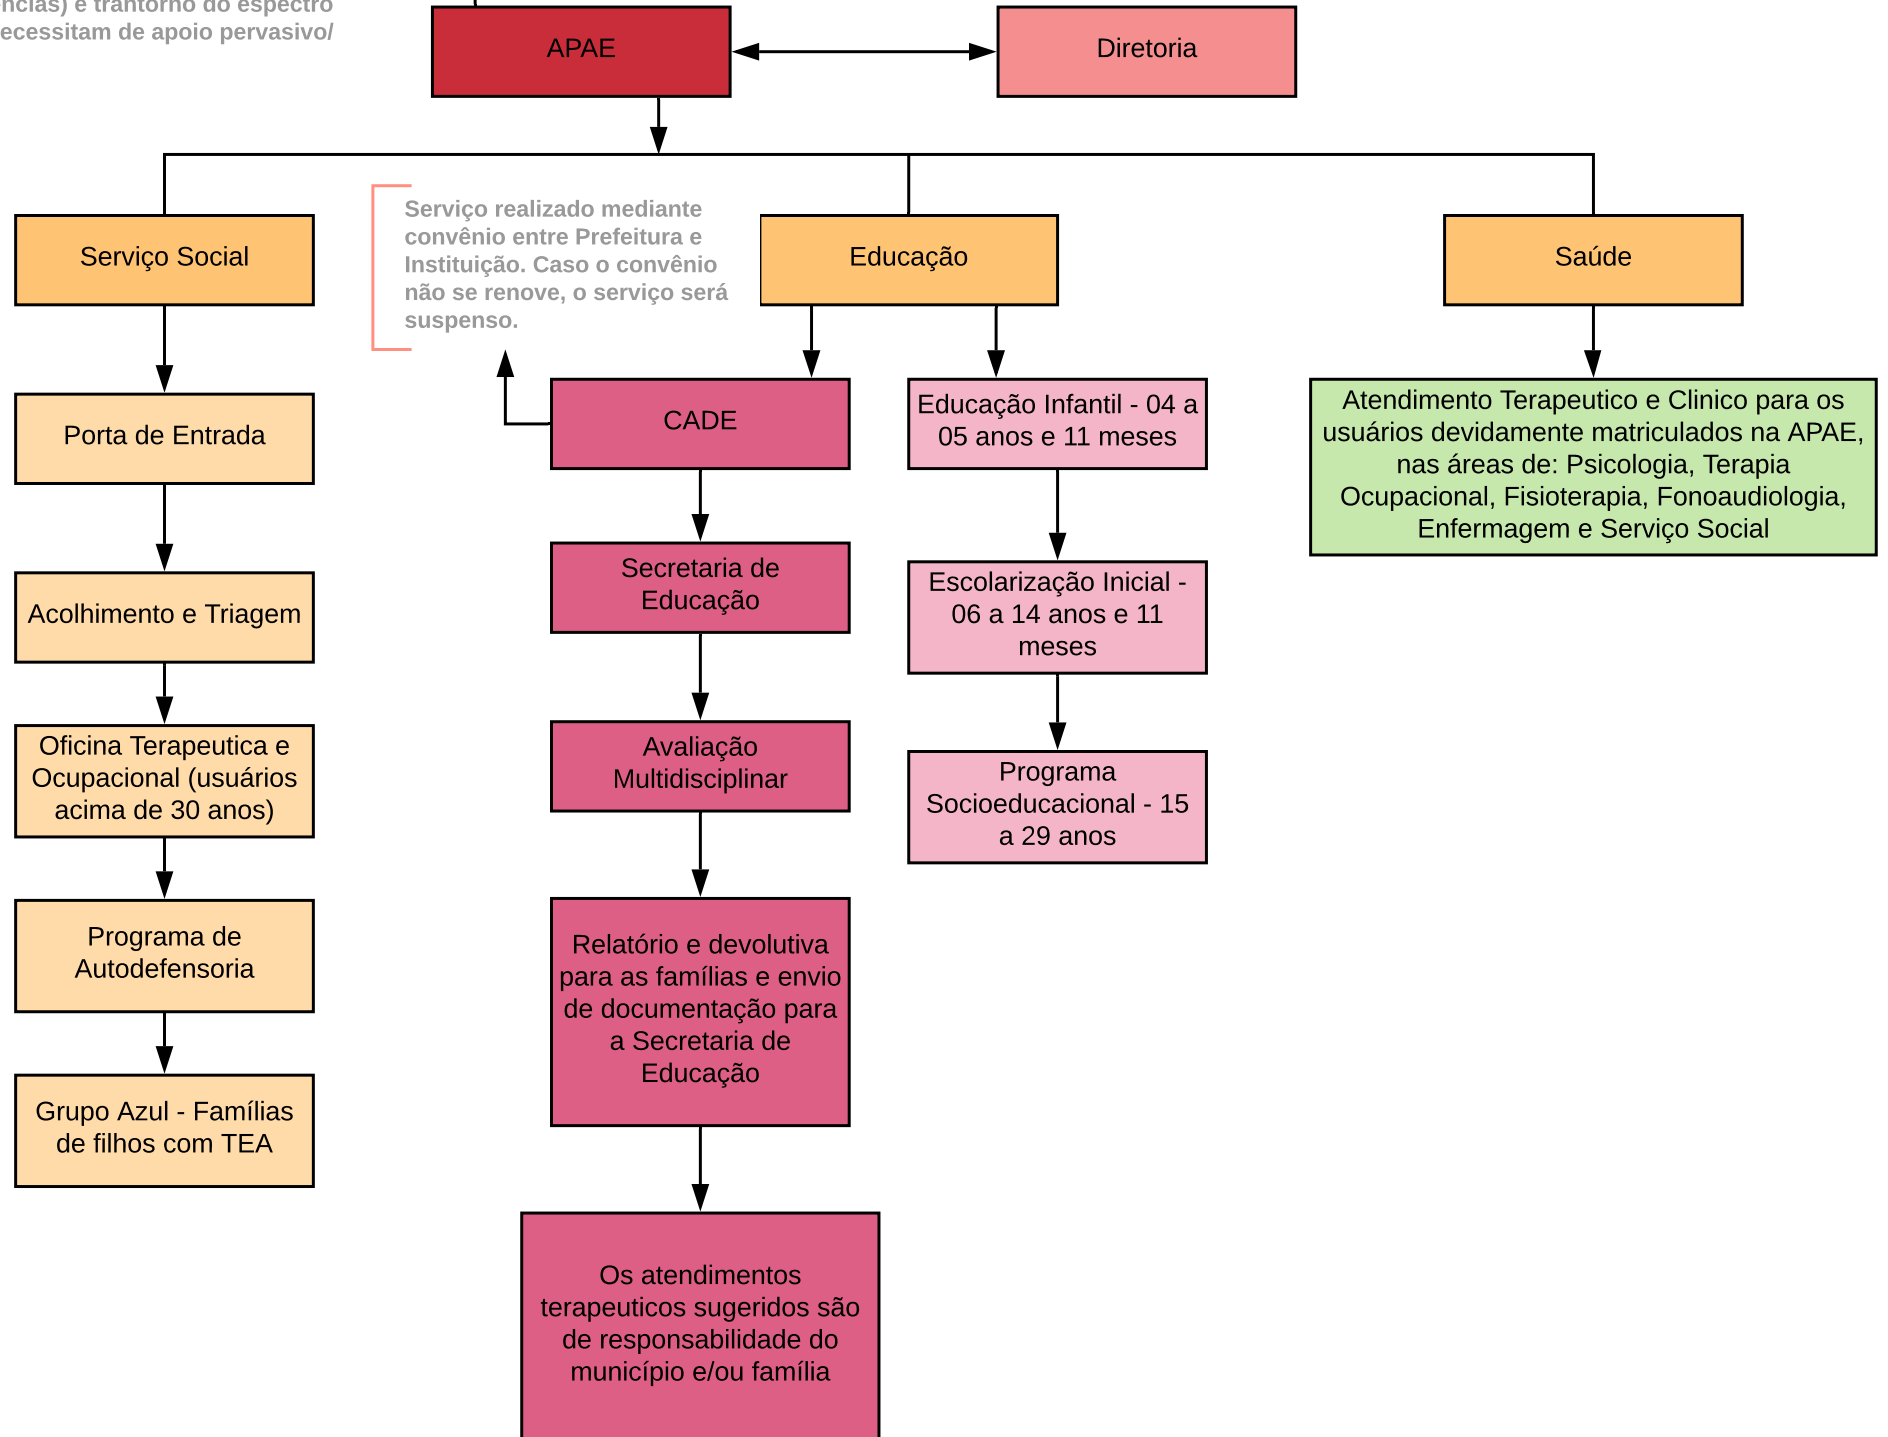 ências) e trantorno do espectro
ecessitam de apoio pervasivo/
APAE
Diretoria
Serviço Social
Serviço realizado mediante
convênio entre Prefeitura e
Instituição. Caso o convênio
não se renove, o serviço será
suspenso.
Educação
Saúde
Porta de Entrada
Acolhimento e Triagem
Oficina Terapeutica e
Ocupacional (usuários
acima de 30 anos)
Programa de
Autodefensoria
Grupo Azul - Famílias
de filhos com TEA
CADE
Secretaria de
Educação
Avaliação
Multidisciplinar
Relatório e devolutiva
para as famílias e envio
de documentação para
a Secretaria de
Educação
Os atendimentos
terapeuticos sugeridos são
de responsabilidade do
município e/ou família
Educação Infantil - 04 a
05 anos e 11 meses
Escolarização Inicial -
06 a 14 anos e 11
meses
Programa
Socioeducacional - 15
a 29 anos
Atendimento Terapeutico e Clinico para os
usuários devidamente matriculados na APAE,
nas áreas de: Psicologia, Terapia
Ocupacional, Fisioterapia, Fonoaudiologia,
Enfermagem e Serviço Social